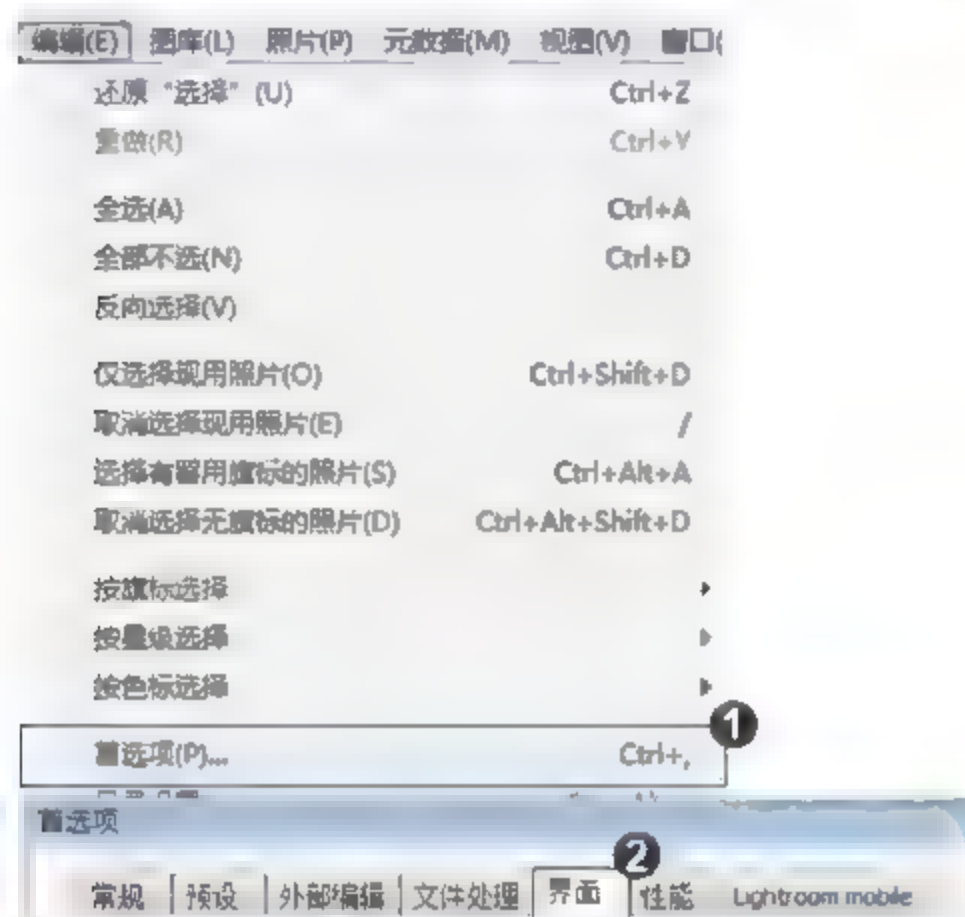 编辑(E) 图库(L) 照片(P) 元数据(M) 视图(V) 窗口(
还原“选择”(U) Ctrl+Z
重做(R) Ctrl+Y
全选(A) Ctrl+A
全部不选(N) Ctrl+D
反向选择(V)
仅选择现用照片(O) Ctrl+Shift+D
取消选择现用照片(E) /
选择有留用旗标的照片(S) Ctrl+Alt+A
取消选择无旗标的照片(D) Ctrl+Alt+Shift+D
按旗标选择
按星级选择
按色标选择
1
首选项(P)... Ctrl+,
首选项
2
常规 预设 外部编辑 文件处理 界面 性能 Lightroom mobile